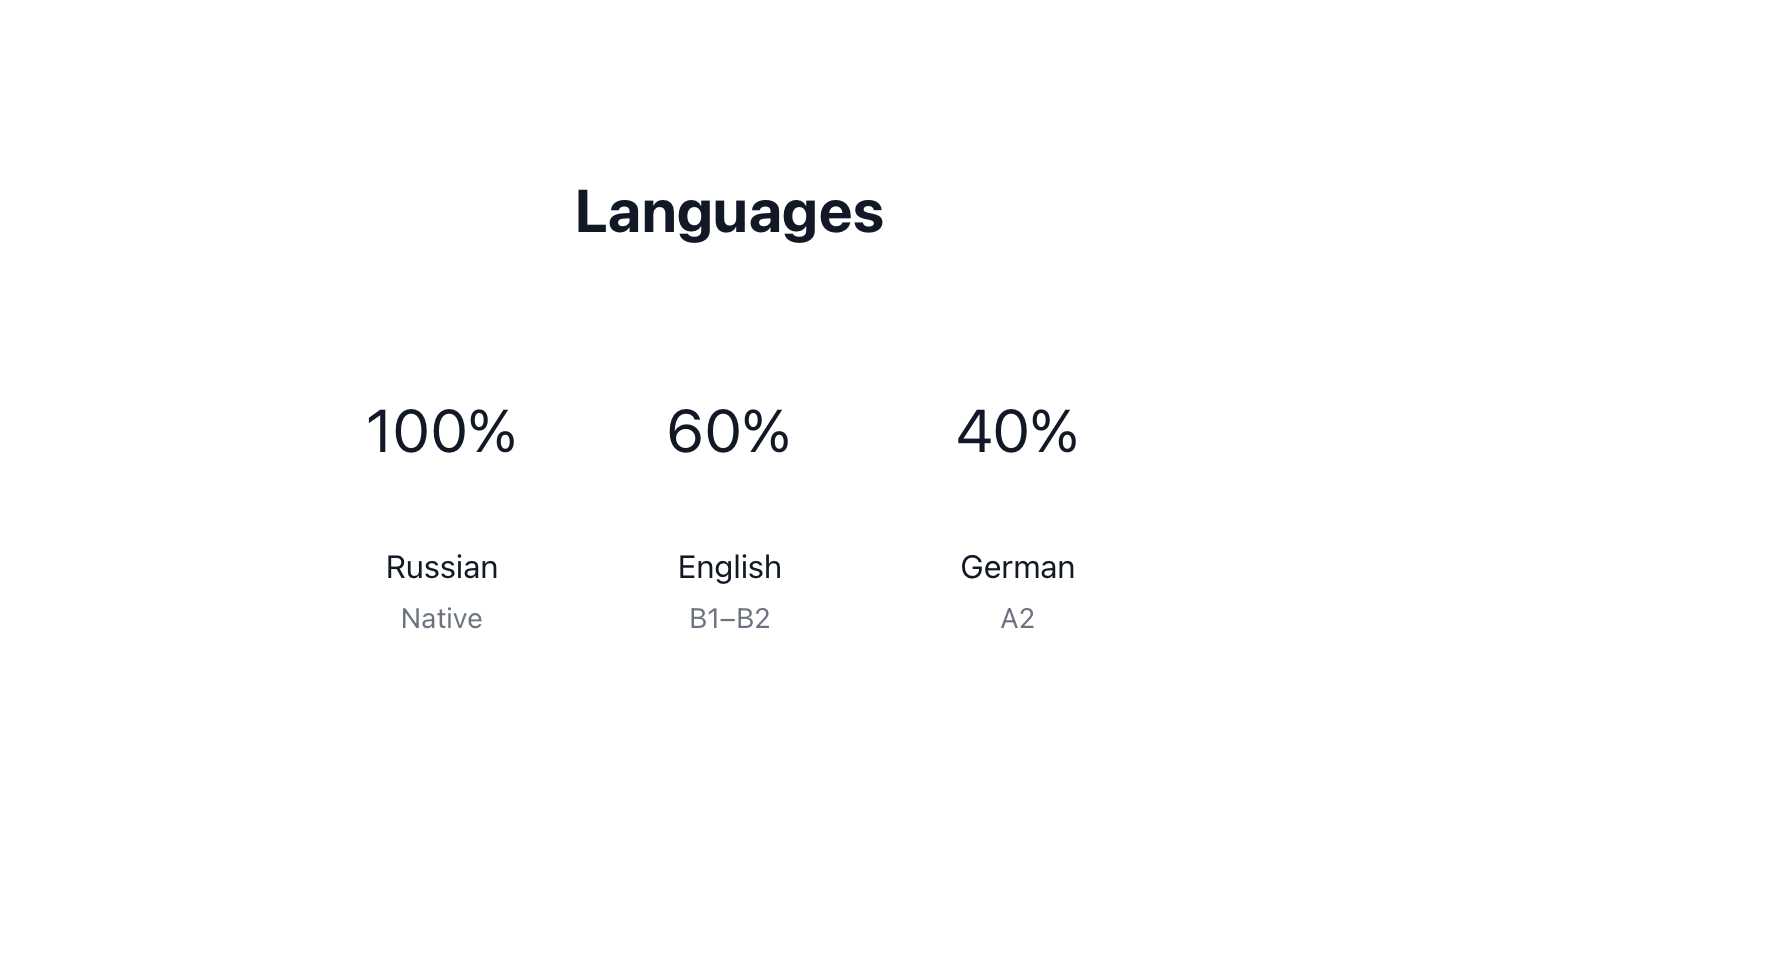 Languages
100% 60% 40%
Russian English German
Native B1–B2 A2